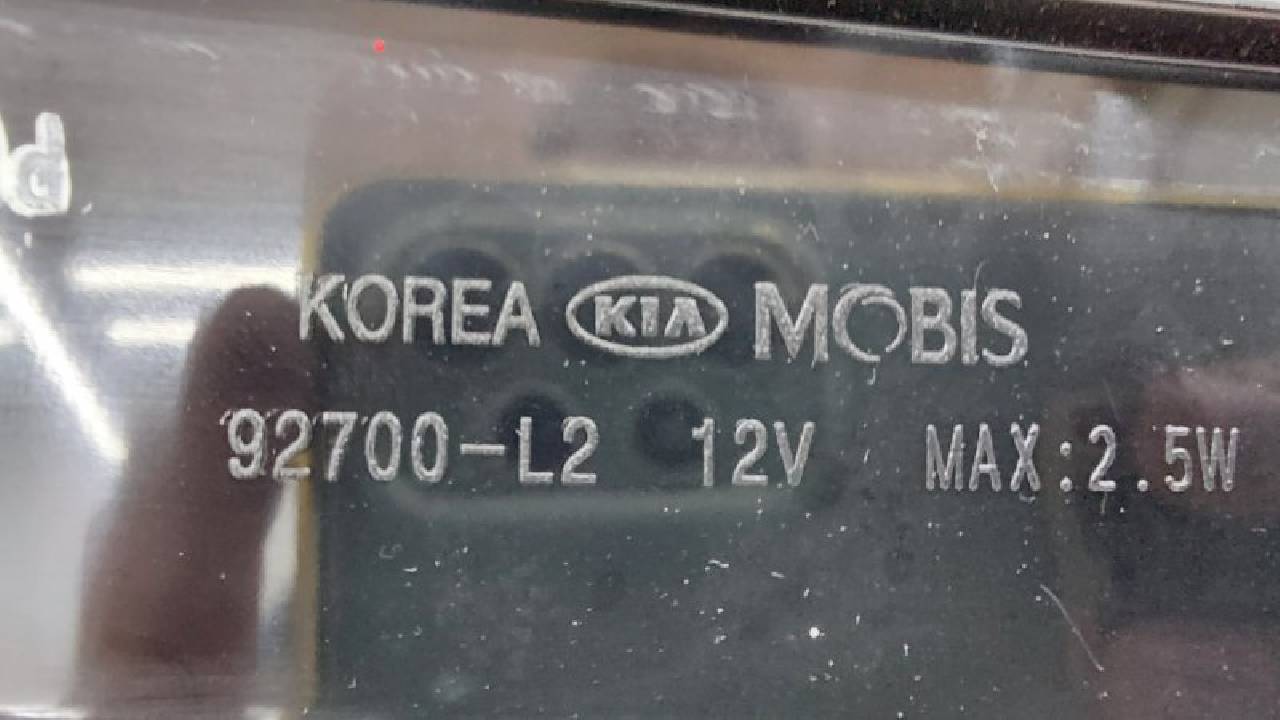 d
KOREA KIA MOBIS
92700-L2 12V MAX:2.5W